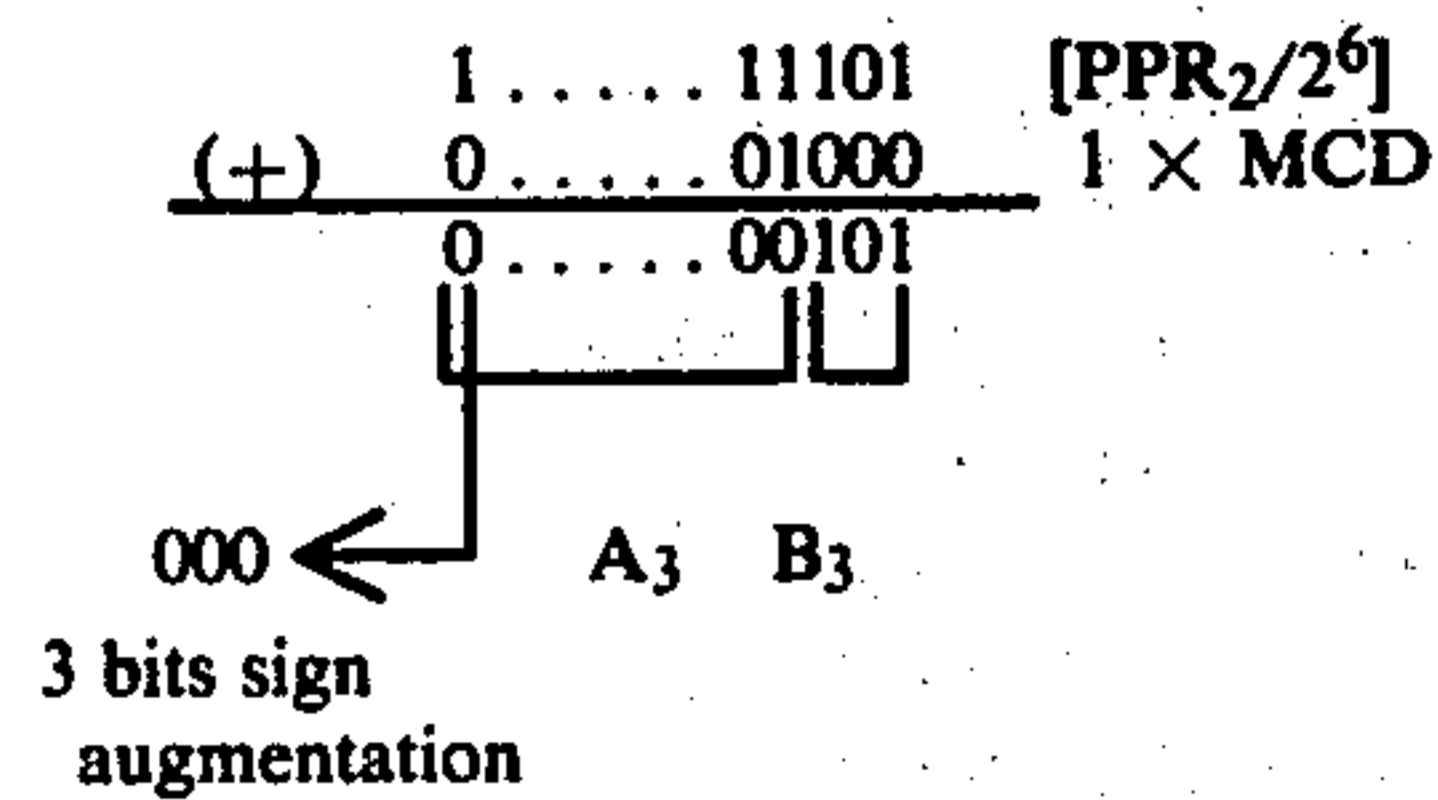 1 . . . . . 11101 [PPR2/2^6]
(+) 0 . . . . . 01000 1 × MCD
0 . . . . . 00101
000 A3 B3
3 bits sign
augmentation